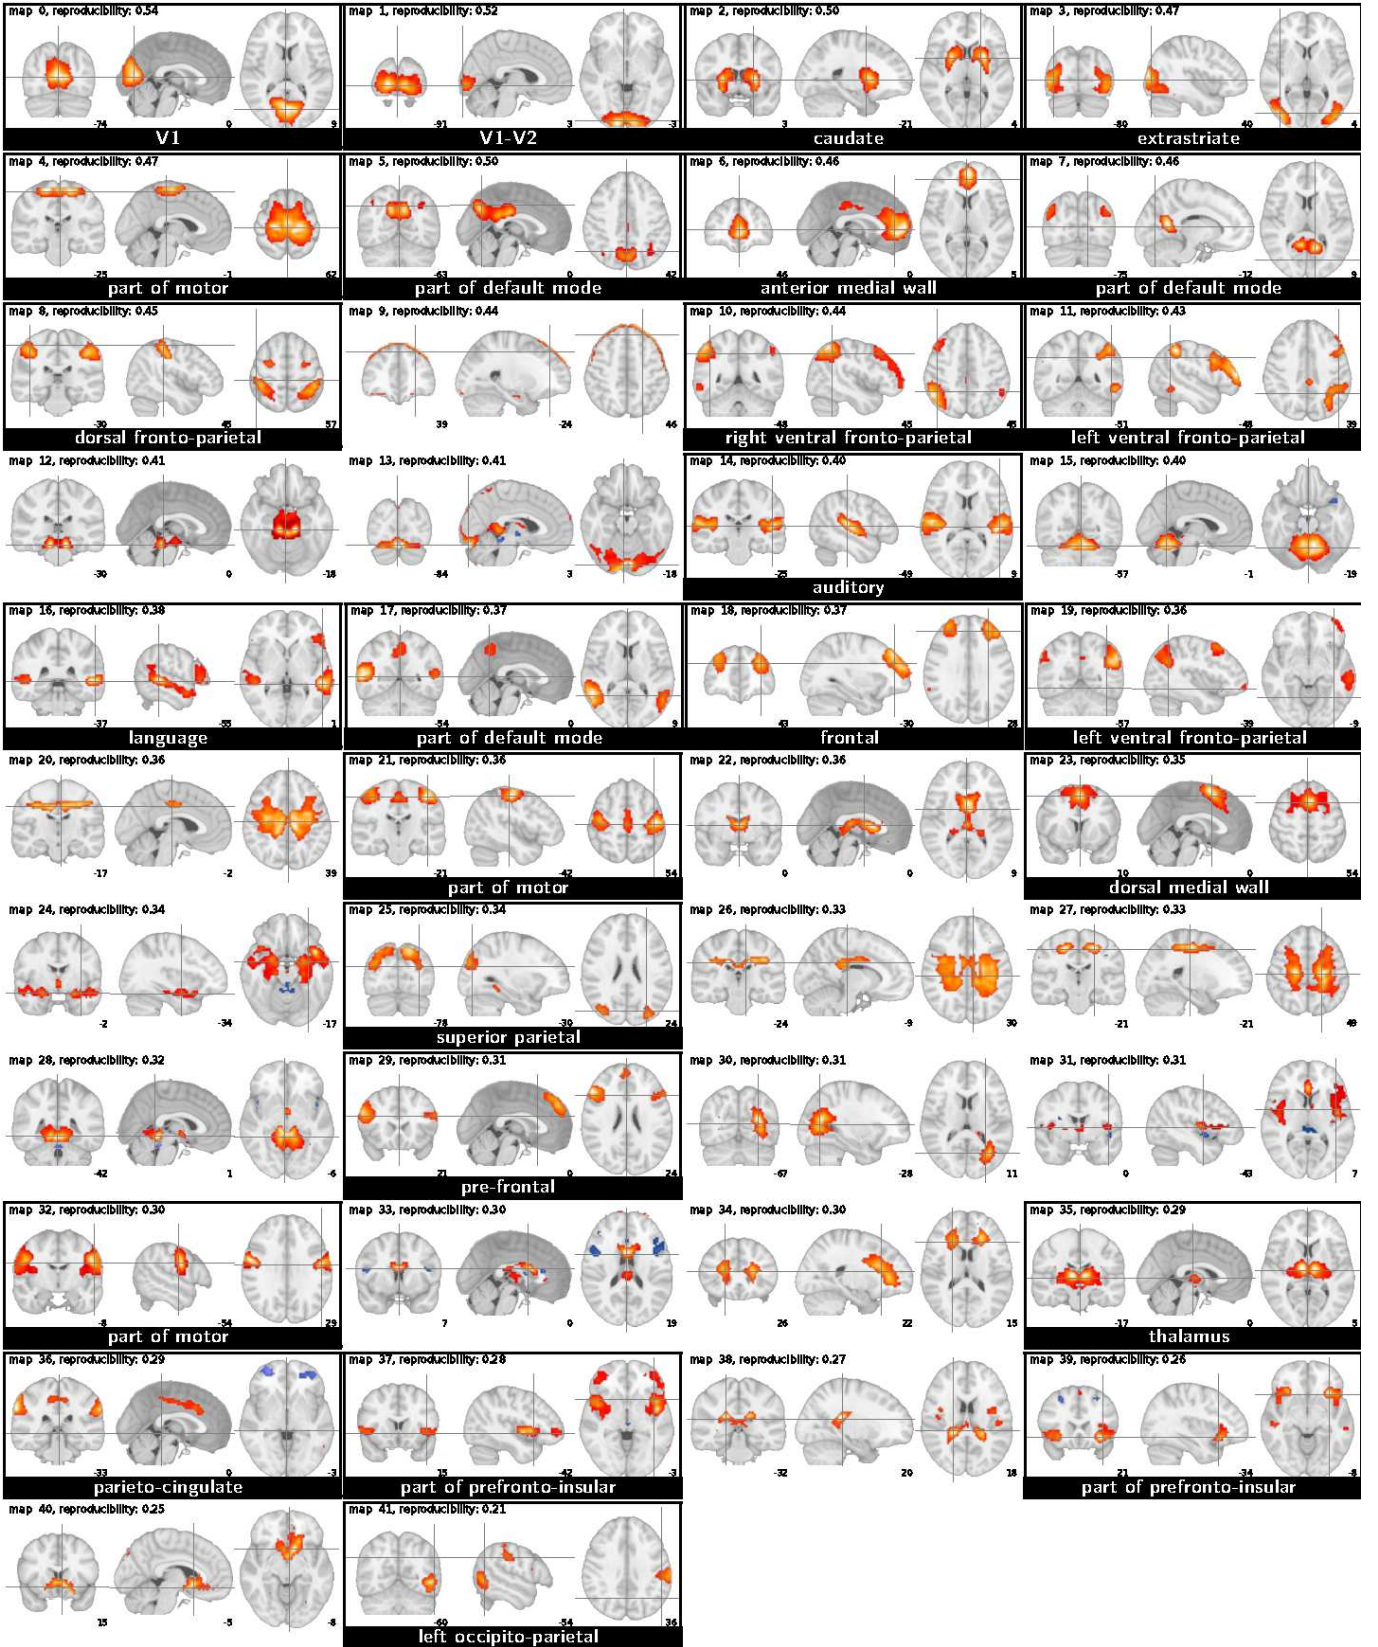 map 0, reproducibility: 0.54
-74 0 9
V1
map 1, reproducibility: 0.52
-91 3 -3
V1-V2
map 2, reproducibility: 0.50
3 -21 4
caudate
map 3, reproducibility: 0.47
-80 40 4
extrastriate
map 4, reproducibility: 0.47
-25 -1 62
part of motor
map 5, reproducibility: 0.50
-63 0 42
part of default mode
map 6, reproducibility: 0.46
46 0 5
anterior medial wall
map 7, reproducibility: 0.46
-75 -12 9
part of default mode
map 8, reproducibility: 0.45
-30 45 57
dorsal fronto-parietal
map 9, reproducibility: 0.44
39 -24 46
map 10, reproducibility: 0.44
-48 45 45
right ventral fronto-parietal
map 11, reproducibility: 0.43
-51 -48 39
left ventral fronto-parietal
map 12, reproducibility: 0.41
-30 0 -18
map 13, reproducibility: 0.41
-84 3 -18
map 14, reproducibility: 0.40
-25 -49 9
auditory
map 15, reproducibility: 0.40
-57 -1 -19
map 16, reproducibility: 0.38
-37 -55 1
language
map 17, reproducibility: 0.37
-54 0 9
part of default mode
map 18, reproducibility: 0.37
43 -30 28
frontal
map 19, reproducibility: 0.36
-57 -39 -9
left ventral fronto-parietal
map 20, reproducibility: 0.36
-17 -2 39
map 21, reproducibility: 0.36
-21 -42 51
part of motor
map 22, reproducibility: 0.36
0 0 9
map 23, reproducibility: 0.35
10 0 54
dorsal medial wall
map 24, reproducibility: 0.34
-2 -34 -17
map 25, reproducibility: 0.34
-78 -30 24
superior parietal
map 26, reproducibility: 0.33
-24 -9 30
map 27, reproducibility: 0.33
-21 -21 49
map 28, reproducibility: 0.32
-42 1 -6
map 29, reproducibility: 0.31
21 0 24
pre-frontal
map 30, reproducibility: 0.31
-67 -28 11
map 31, reproducibility: 0.31
0 -43 7
map 32, reproducibility: 0.30
-8 -54 29
part of motor
map 33, reproducibility: 0.30
7 0 19
map 34, reproducibility: 0.30
26 22 15
map 35, reproducibility: 0.29
-17 0 5
thalamus
map 36, reproducibility: 0.29
-33 0 -3
parieto-cingulate
map 37, reproducibility: 0.28
15 -42 -3
part of prefronto-insular
map 38, reproducibility: 0.27
-32 20 18
map 39, reproducibility: 0.26
21 -34 -8
part of prefronto-insular
map 40, reproducibility: 0.25
15 -5 -8
map 41, reproducibility: 0.21
-60 -54 36
left occipito-parietal